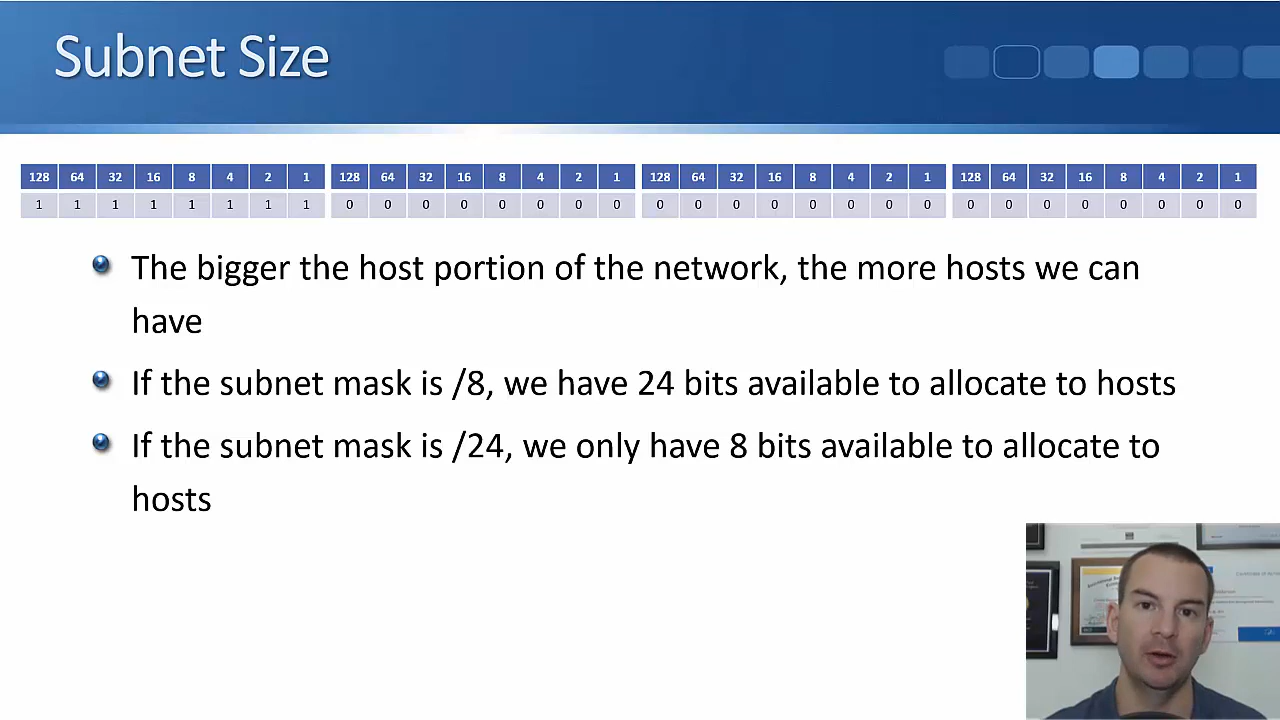 Subnet Size
128 64 32 16 8 4 2 1 128 64 32 16 8 4 2 1 128 64 32 16 8 4 2 1 128 64 32 16 8 4 2 1
1 1 1 1 1 1 1 1 0 0 0 0 0 0 0 0 0 0 0 0 0 0 0 0 0 0 0 0 0 0 0 0
The bigger the host portion of the network, the more hosts we can
have
If the subnet mask is /8, we have 24 bits available to allocate to hosts
If the subnet mask is /24, we only have 8 bits available to allocate to
hosts